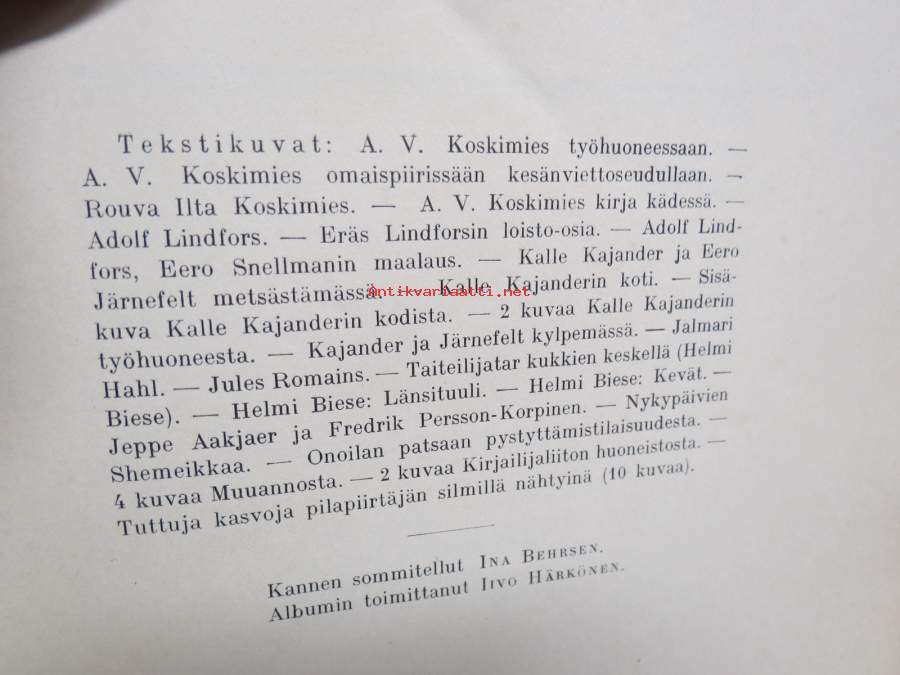 Tekstikuvat: A. V. Koskimies työhuoneessaan. —
A. V. Koskimies omaispiirissään kesänviettoseudullaan. —
Rouva Ilta Koskimies. — A. V. Koskimies kirja kädessä. —
Adolf Lindfors. — Eräs Lindforsin loisto-osia. — Adolf Lind-
fors, Eero Snellmanin maalaus. — Kalle Kajander ja Eero
Järnefelt metsästämässä. Kalle Kajanderin koti. — Sisä-
antikvariaatti.net
kuva Kalle Kajanderin kodista. — 2 kuvaa Kalle Kajanderin
työhuoneesta. — Kajander ja Järnefelt kylpemässä. — Jalmari
Hahl. — Jules Romains. — Taiteilijatar kukkien keskellä (Helmi
Biese). — Helmi Biese: Länsituuli. — Helmi Biese: Kevät. —
Jeppe Aakjaer ja Fredrik Persson-Korpinen. — Nykypäivien
Shemeikkaa. — Onoilan patsaan pystyttämistilaisuudesta. —
4 kuvaa Muuannosta. — 2 kuvaa Kirjailijaliiton huoneistosta. —
Tuttuja kasvoja pilapiirtäjän silmillä nähtyinä (10 kuvaa).
Kannen sommitellut INA BEHRSEN.
Albumin toimittanut IIVO HÄRKÖNEN.